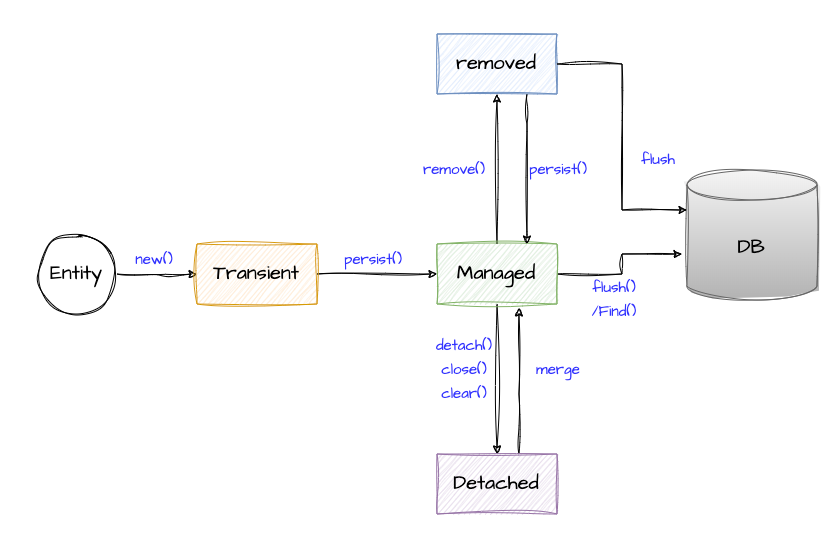 removed
flush
remove()
persist()
DB
Entity
new()
Transient
persist()
Managed
flush()
/Find()
detach()
close()
clear()
merge
Detached